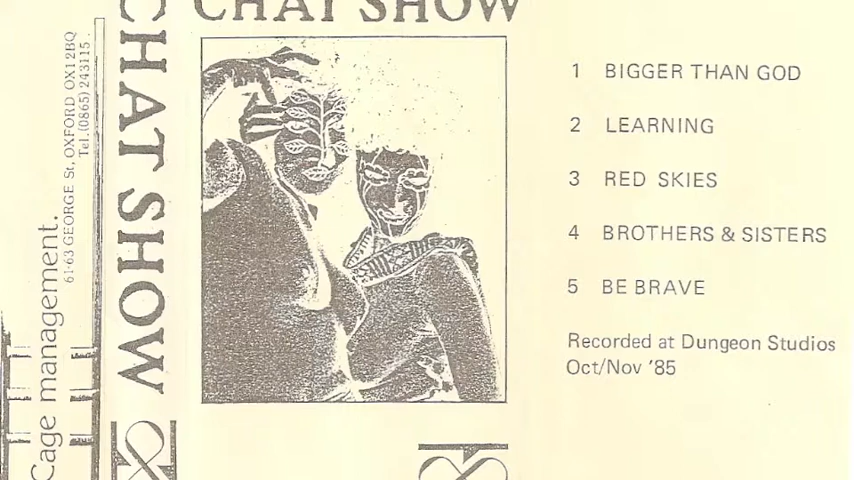 Cage management.
61-63 GEORGE St. OXFORD OX1 2BQ
Tel.(0865) 243115.
CHAT SHOW
CHAT SHOW
1 BIGGER THAN GOD
2 LEARNING
3 RED SKIES
4 BROTHERS & SISTERS
5 BE BRAVE
Recorded at Dungeon Studios
Oct/Nov '85